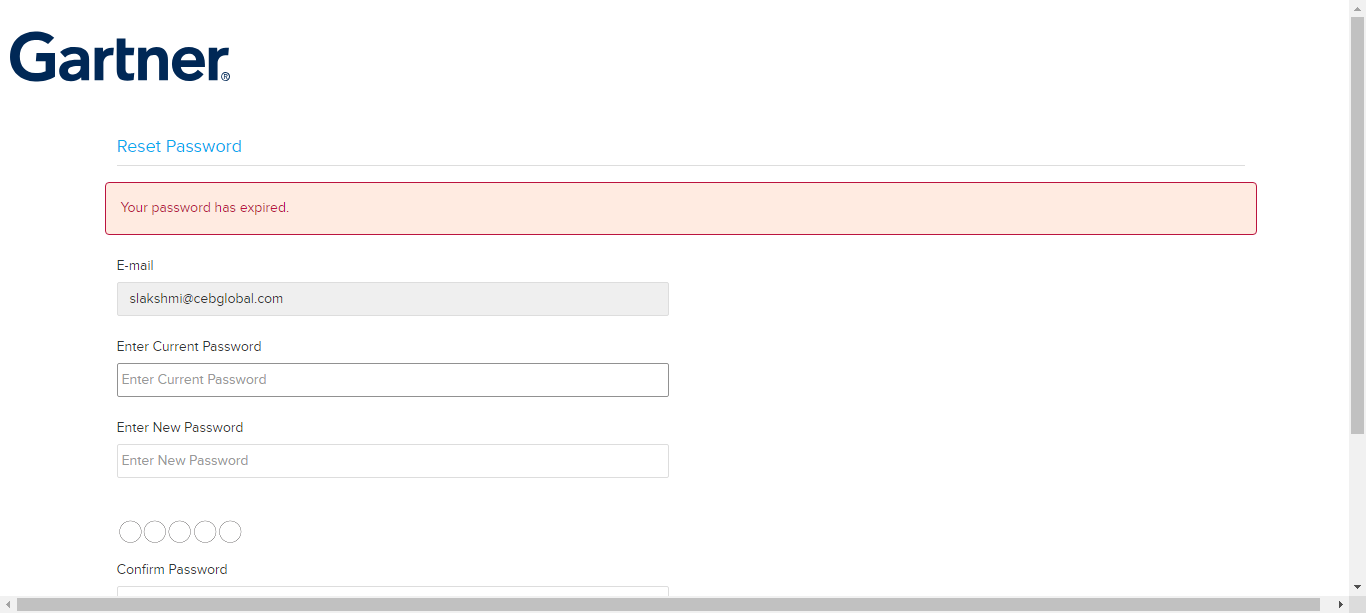 Gartner®
Reset Password
Your password has expired.
E-mail
slakshmi@cebglobal.com
Enter Current Password
Enter Current Password
Enter New Password
Enter New Password
Confirm Password